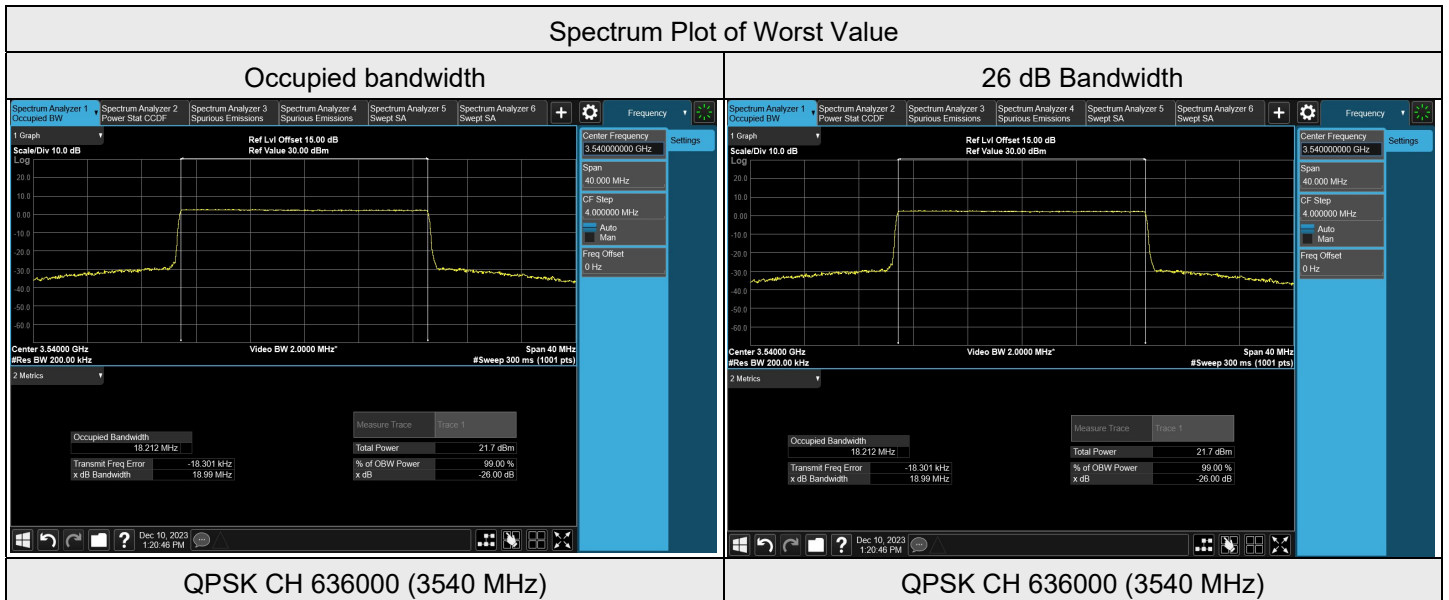 Spectrum Plot of Worst Value
Occupied bandwidth
26 dB Bandwidth
Spectrum Analyzer 1 Spectrum Analyzer 2 Spectrum Analyzer 3 Spectrum Analyzer 4 Spectrum Analyzer 5 Spectrum Analyzer 6 + Frequency
Occupied BW Power Stat CCDF Spurious Emissions Spurious Emissions Swept SA Swept SA
1 Graph
Ref Lvl Offset 15.00 dB
Scale/Div 10.0 dB Ref Value 30.00 dBm
Log
20.0
10.0
0.00
-10.0
-20.0
-30.0
-40.0
-50.0
-60.0
Center 3.54000 GHz Video BW 2.0000 MHz* Span 40 MHz
#Res BW 200.00 kHz #Sweep 300 ms (1001 pts)
Center Frequency
3.540000000 GHz
Settings
Span
40.000 MHz
CF Step
4.000000 MHz
Auto
Man
Freq Offset
0 Hz
2 Metrics
Measure Trace Trace 1
Occupied Bandwidth
18.212 MHz
Total Power 21.7 dBm
Transmit Freq Error -18.301 kHz % of OBW Power 99.00 %
x dB Bandwidth 18.99 MHz x dB -26.00 dB
? Dec 10, 2023
1:20:46 PM
Spectrum Analyzer 1 Spectrum Analyzer 2 Spectrum Analyzer 3 Spectrum Analyzer 4 Spectrum Analyzer 5 Spectrum Analyzer 6 + Frequency
Occupied BW Power Stat CCDF Spurious Emissions Spurious Emissions Swept SA Swept SA
1 Graph
Ref Lvl Offset 15.00 dB
Scale/Div 10.0 dB Ref Value 30.00 dBm
Log
20.0
10.0
0.00
-10.0
-20.0
-30.0
-40.0
-50.0
-60.0
Center 3.54000 GHz Video BW 2.0000 MHz* Span 40 MHz
#Res BW 200.00 kHz #Sweep 300 ms (1001 pts)
Center Frequency
3.540000000 GHz
Settings
Span
40.000 MHz
CF Step
4.000000 MHz
Auto
Man
Freq Offset
0 Hz
2 Metrics
Measure Trace Trace 1
Occupied Bandwidth
18.212 MHz
Total Power 21.7 dBm
Transmit Freq Error -18.301 kHz % of OBW Power 99.00 %
x dB Bandwidth 18.99 MHz x dB -26.00 dB
? Dec 10, 2023
1:20:46 PM
QPSK CH 636000 (3540 MHz)
QPSK CH 636000 (3540 MHz)